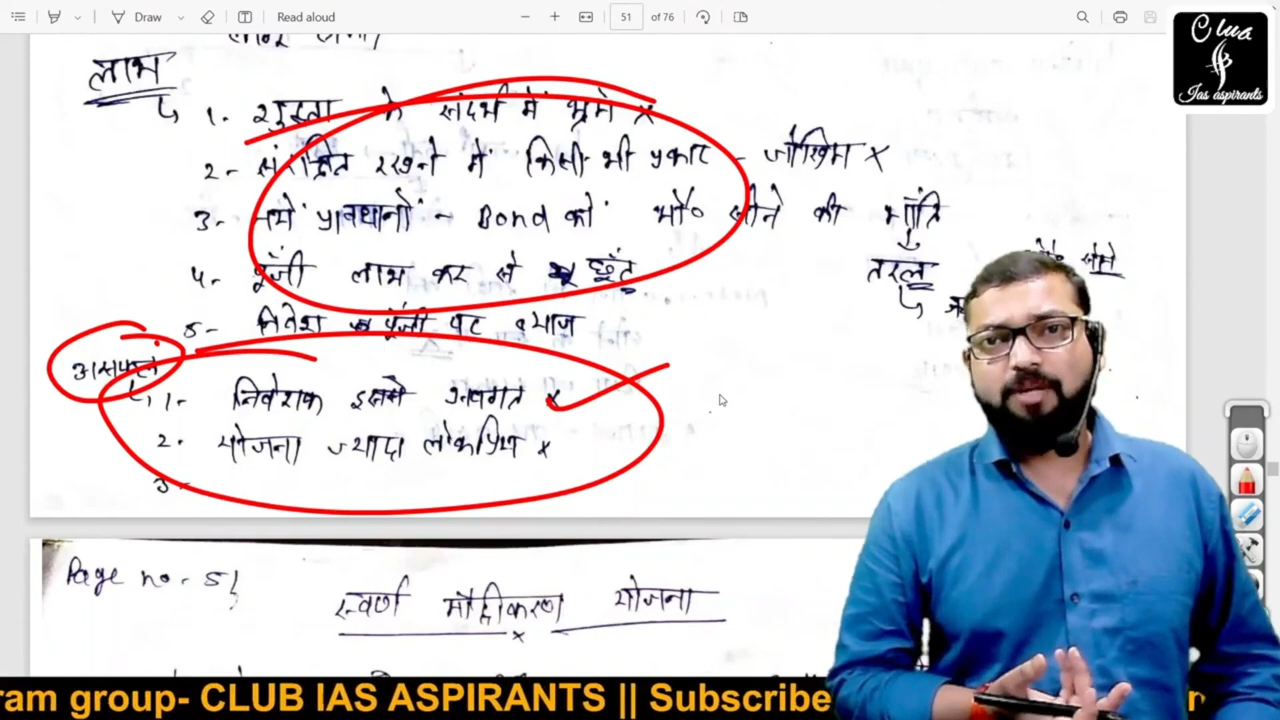 Draw
Read aloud
51 of 76
Club
Ias aspirants
लाभ
1. शुद्धता के संदर्भ में भ्रम x
2- संरक्षित रखने में किसी भी प्रकार - जोखिम x
3- नये प्रावधानों - Bond को भौ० सोने की भाँति
तरल
4- पूँजी लाभ कर से छूट
5- निवेश पूँजी पर ब्याज
असफल
1- निवेशक इससे अवगत x
2. योजना ज्यादा लोकप्रिय x
3-
Page no - 51
स्वर्ण मौद्रीकरण योजना
ram group- CLUB IAS ASPIRANTS || Subscribe